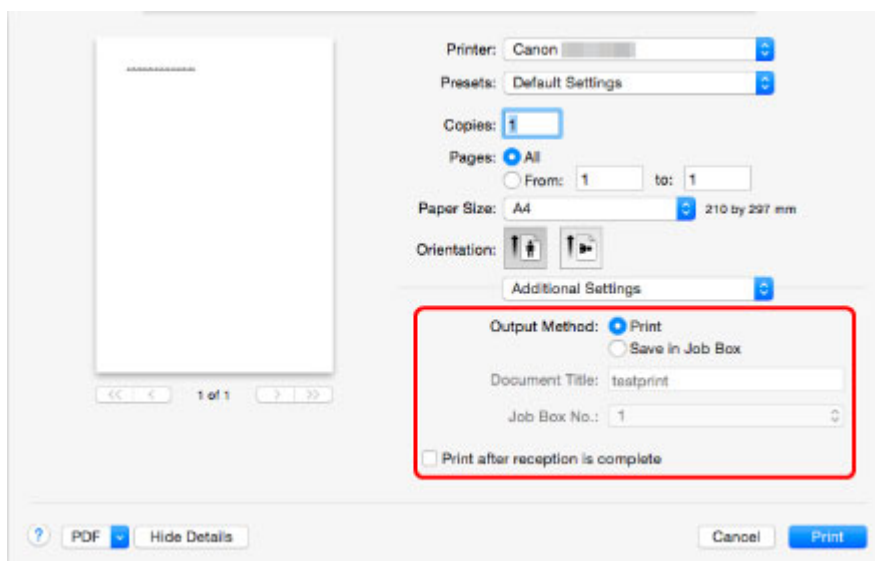 Printer: Canon
Presets: Default Settings
Copies: 1
Pages: All
From: 1 to: 1
Paper Size: A4 210 by 297 mm
Orientation:
Additional Settings
Output Method: Print
Save in Job Box
Document Title: testprint
Job Box No.: 1
Print after reception is complete
<< < 1 of 1 > >>
? PDF Hide Details Cancel Print